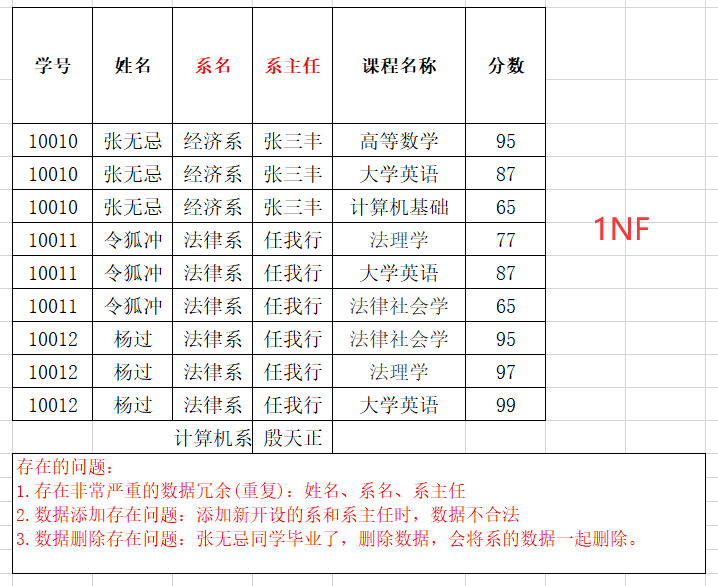 学号 姓名 系名 系主任 课程名称 分数
10010 张无忌 经济系 张三丰 高等数学 95
10010 张无忌 经济系 张三丰 大学英语 87
10010 张无忌 经济系 张三丰 计算机基础 65
10011 令狐冲 法律系 任我行 法理学 77
1NF
10011 令狐冲 法律系 任我行 大学英语 87
10011 令狐冲 法律系 任我行 法律社会学 65
10012 杨过 法律系 任我行 法律社会学 95
10012 杨过 法律系 任我行 法理学 97
10012 杨过 法律系 任我行 大学英语 99
计算机系 殷天正
存在的问题:
1.存在非常严重的数据冗余(重复): 姓名、系名、系主任
2.数据添加存在问题: 添加新开设的系和系主任时, 数据不合法
3.数据删除存在问题: 张无忌同学毕业了, 删除数据, 会将系的数据一起删除。